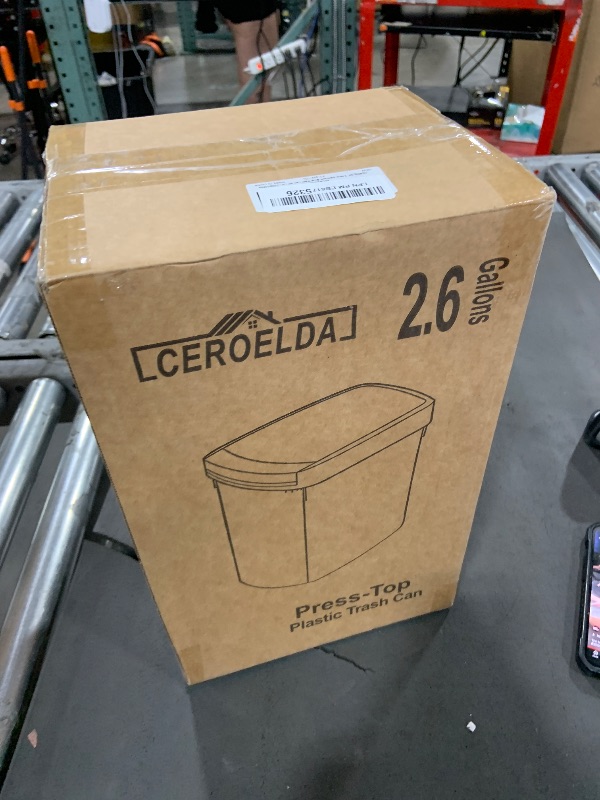 CEROELDA
2.6
Gallons
Press-Top
Plastic Trash Can